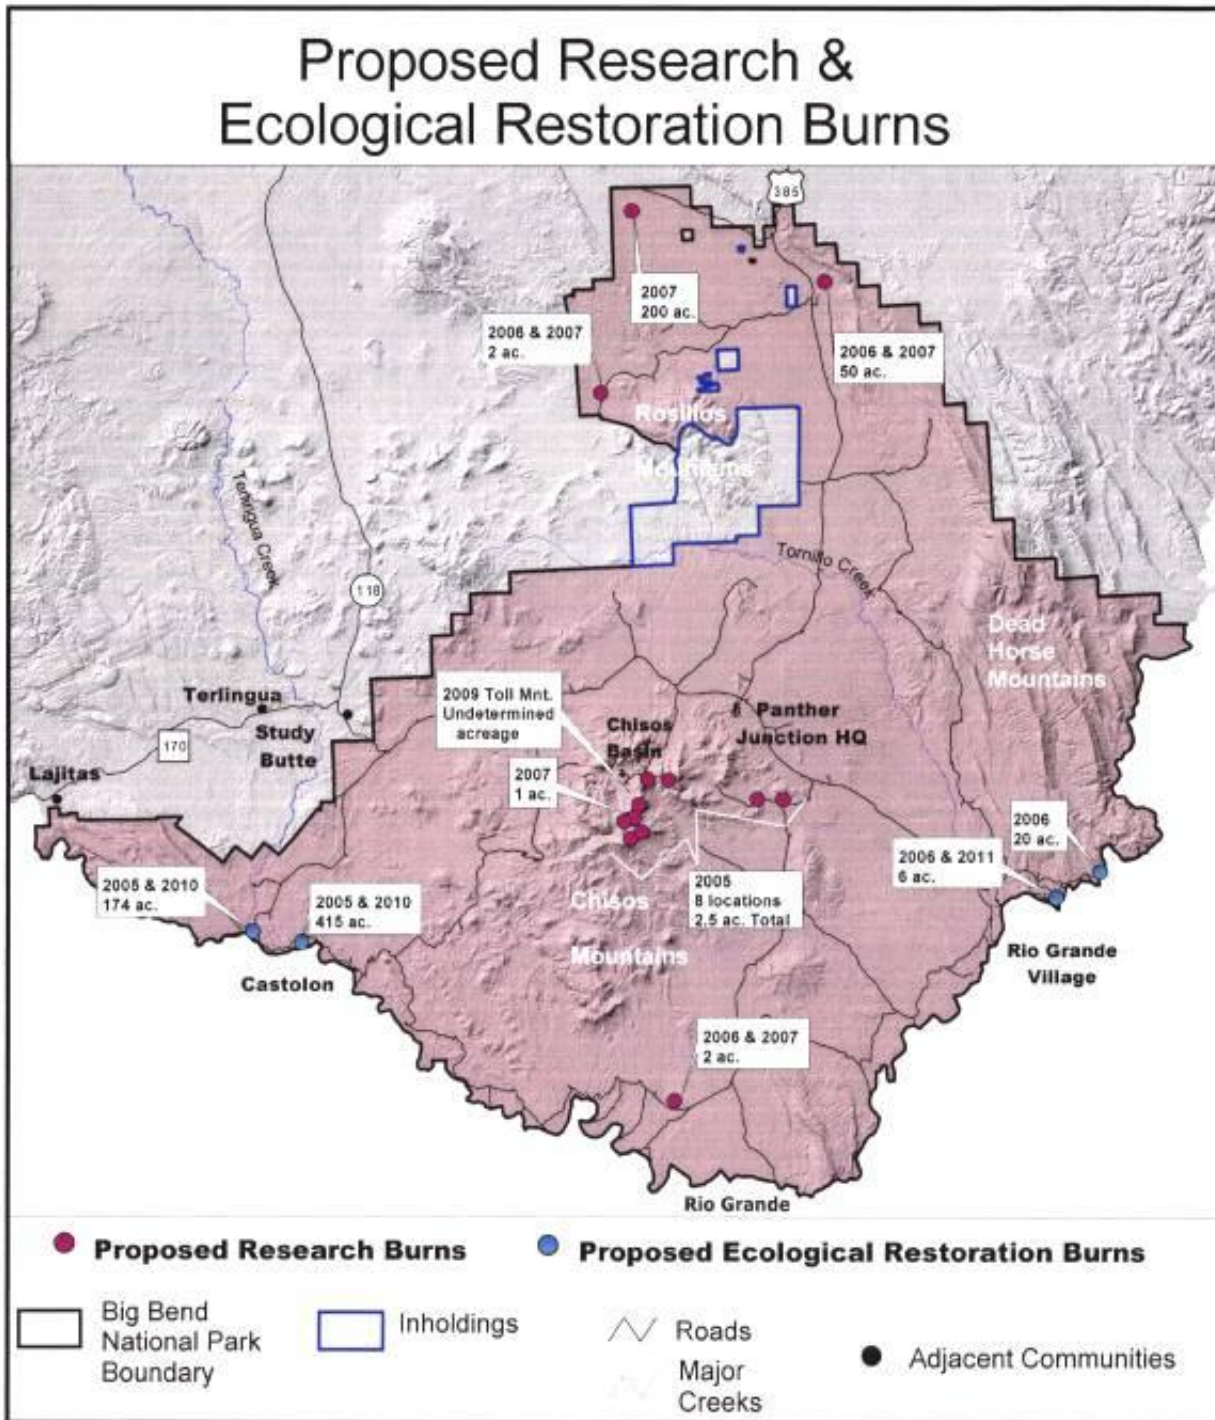 Proposed Research &
Ecological Restoration Burns
385
2007
200 ac.
2006 & 2007
2 ac.
2006 & 2007
50 ac.
Rosillos
Mountains
Terlingua Creek
Tornillo Creek
118
Dead
Horse
Mountains
Terlingua
2009 Toll Mnt.
Undetermined
acreage
Chisos
Basin
Panther
Junction HQ
Study
Butte
170
Lajitas
2007
1 ac.
2006
20 ac.
2006 & 2011
6 ac.
2005 & 2010
174 ac.
2005 & 2010
415 ac.
2005
8 locations
2.5 ac. Total
Chisos
Mountains
Rio Grande
Village
Castolon
2006 & 2007
2 ac.
Rio Grande
Proposed Research Burns
Proposed Ecological Restoration Burns
Big Bend
National Park
Boundary
Inholdings
Roads
Major
Creeks
Adjacent Communities